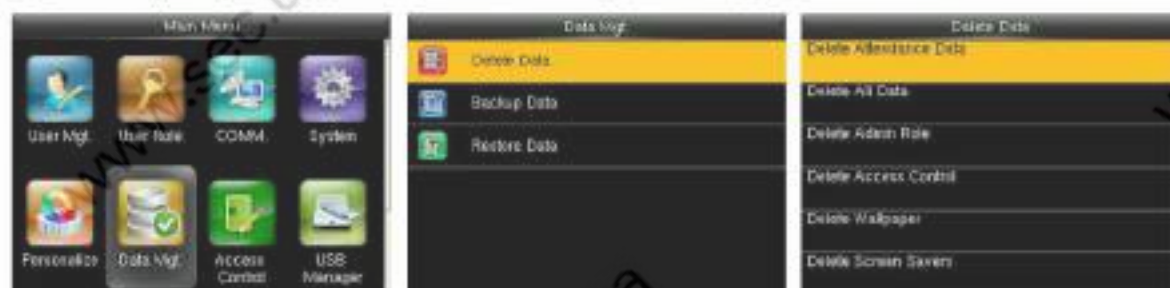 Main Menu
User Mgt.
User Role
COMM.
System
Personalize
Data Mgt.
Access
Control
USB
Manager
Data Mgt.
Delete Data
Backup Data
Restore Data
Delete Data
Delete Attendance Data
Delete All Data
Delete Admin Role
Delete Access Control
Delete Wallpaper
Delete Screen Savers